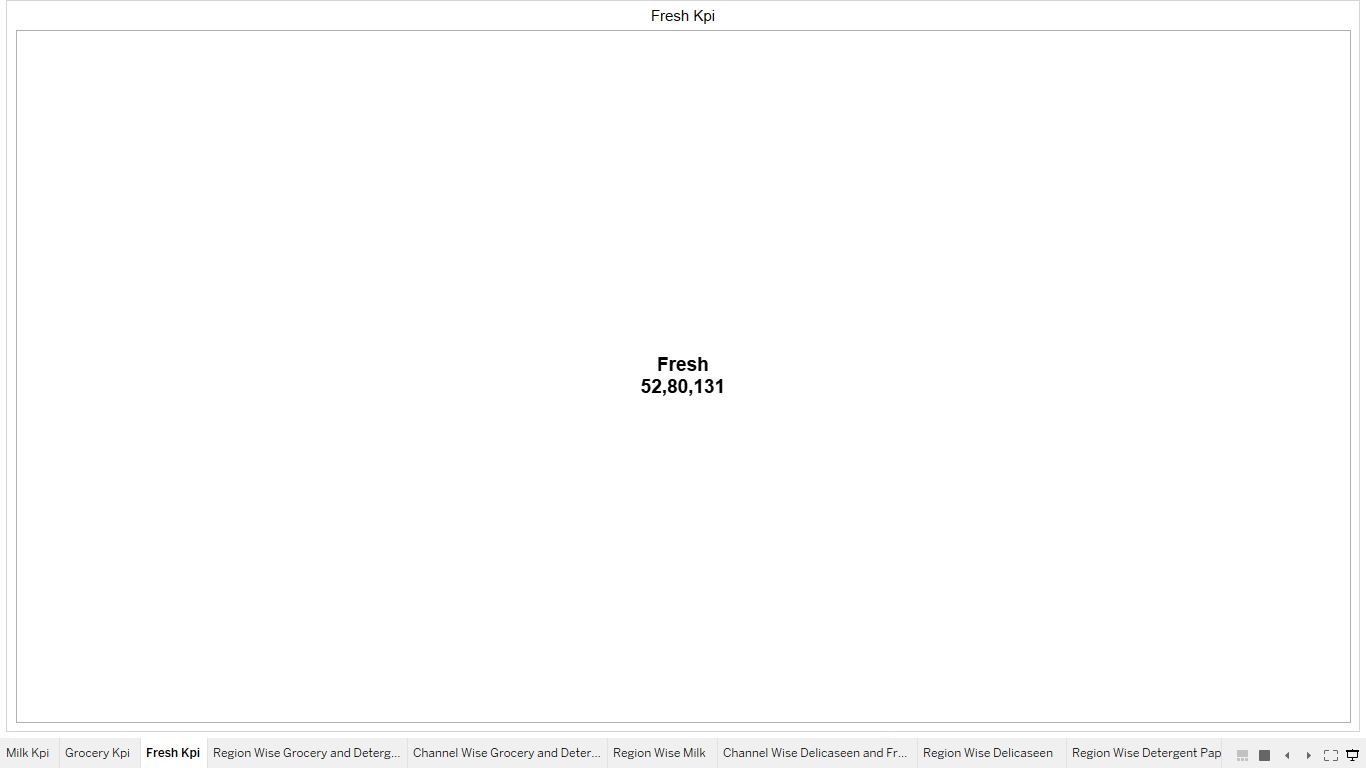 Fresh Kpi
Fresh
52,80,131
Milk Kpi
Grocery Kpi
Fresh Kpi
Region Wise Grocery and Deterg...
Channel Wise Grocery and Deter...
Region Wise Milk
Channel Wise Delicaseen and Fr...
Region Wise Delicaseen
Region Wise Detergent Pap